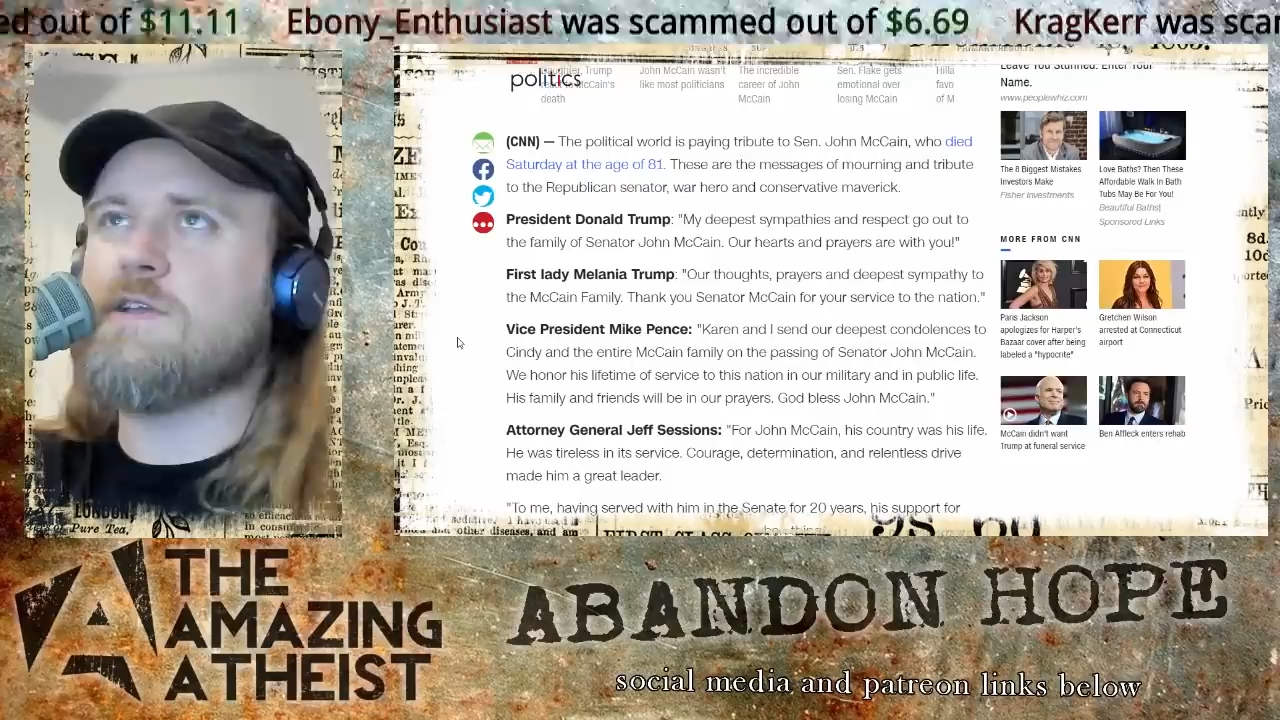 ed out of $11.11 Ebony_Enthusiast was scammed out of $6.69 KragKerr was scam
politics
Trump
McCain's
death
John McCain wasn't
like most politicians
The incredible
career of John
McCain
Sen. Flake gets
emotional over
losing McCain
Hilla
favo
of M
(CNN) — The political world is paying tribute to Sen. John McCain, who died
Saturday at the age of 81. These are the messages of mourning and tribute
to the Republican senator, war hero and conservative maverick.
President Donald Trump: "My deepest sympathies and respect go out to
the family of Senator John McCain. Our hearts and prayers are with you!"
First lady Melania Trump: "Our thoughts, prayers and deepest sympathy to
the McCain Family. Thank you Senator McCain for your service to the nation."
Vice President Mike Pence: "Karen and I send our deepest condolences to
Cindy and the entire McCain family on the passing of Senator John McCain.
We honor his lifetime of service to this nation in our military and in public life.
His family and friends will be in our prayers. God bless John McCain."
Attorney General Jeff Sessions: "For John McCain, his country was his life.
He was tireless in its service. Courage, determination, and relentless drive
made him a great leader.
"To me, having served with him in the Senate for 20 years, his support for
Leave You Stunned. Enter Your
Name.
www.peoplewhiz.com
The 8 Biggest Mistakes
Investors Make
Fisher Investments
Love Baths? Then These
Affordable Walk In Bath
Tubs May Be For You!
Beautiful Baths|
Sponsored Links
MORE FROM CNN
Paris Jackson
apologizes for Harper's
Bazaar cover after being
labeled a "hypocrite"
Gretchen Wilson
arrested at Connecticut
airport
McCain didn't want
Trump at funeral service
Ben Affleck enters rehab
LONDON.
s of Pure Tea,
THE
AMAZING
ATHEIST
ABANDON HOPE
social media and patreon links below